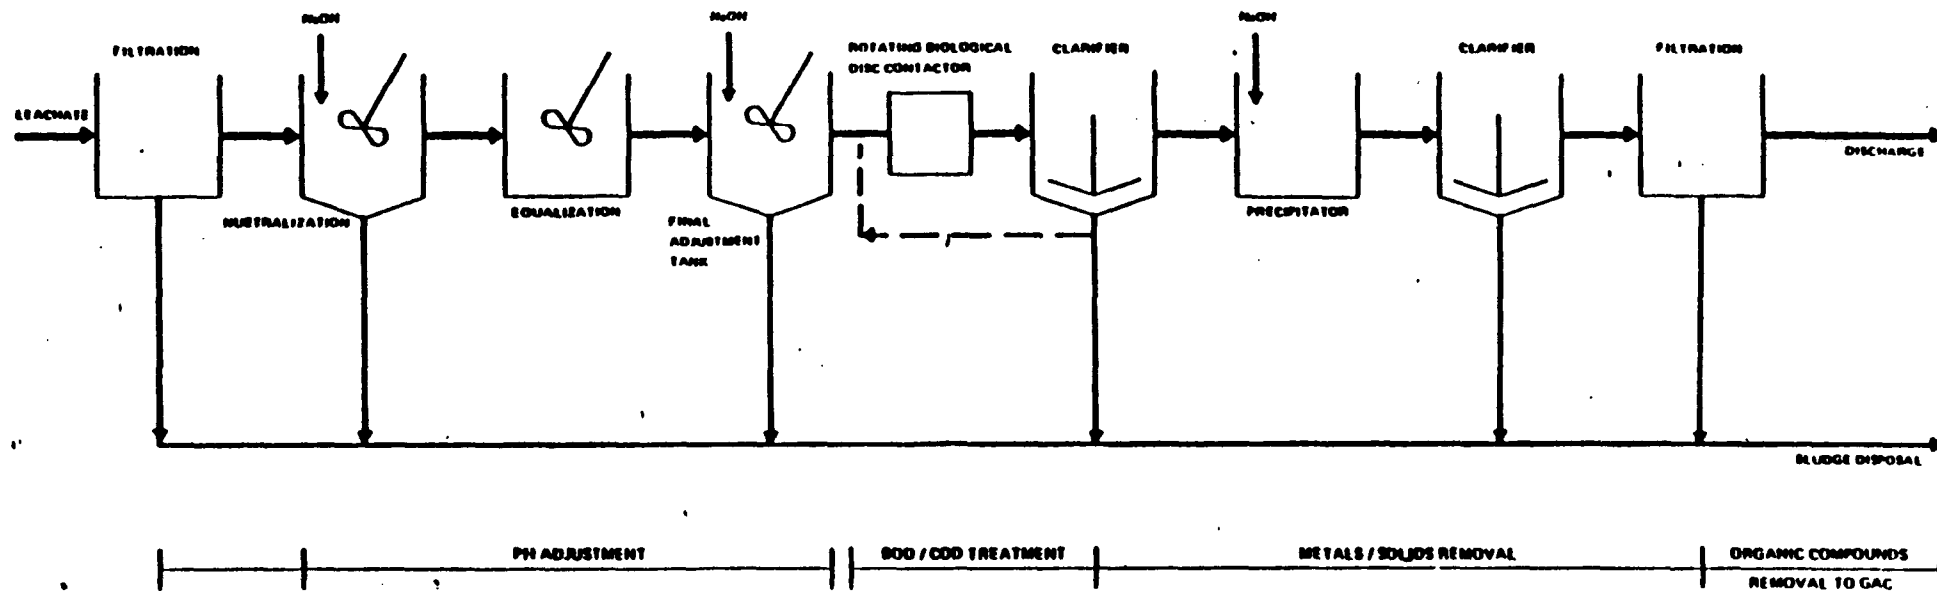 NaOH
NaOH
NaOH
FILTRATION
ROTATING BIOLOGICAL
DISC CONTACTOR
CLARIFIER
CLARIFIER
FILTRATION
LEACHATE
DISCHARGE
NUETRALIZATION
EQUALIZATION
FINAL
ADJUSTMENT
TANK
PRECIPITATOR
SLUDGE DISPOSAL
PH ADJUSTMENT
BOD / COD TREATMENT
METALS / SOLIDS REMOVAL
ORGANIC COMPOUNDS
REMOVAL TO GAC